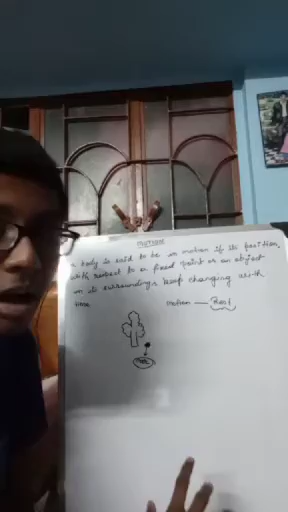 MOTION
A body is said to be in motion if its position,
with respect to a fixed point or an object
in its surroundings keep changing with
time
Motion — Rest